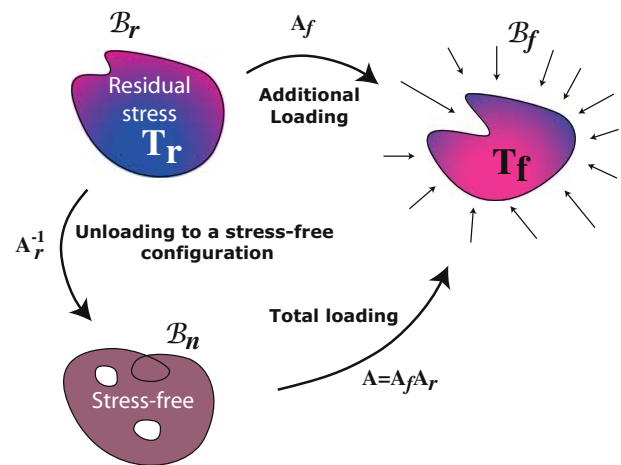 ℬr
Af
ℬf
Residual
stress
Tr
Additional
Loading
Tf
Ar⁻¹
Unloading to a stress-free
configuration
ℬn
Total loading
Stress-free
A=AfAr